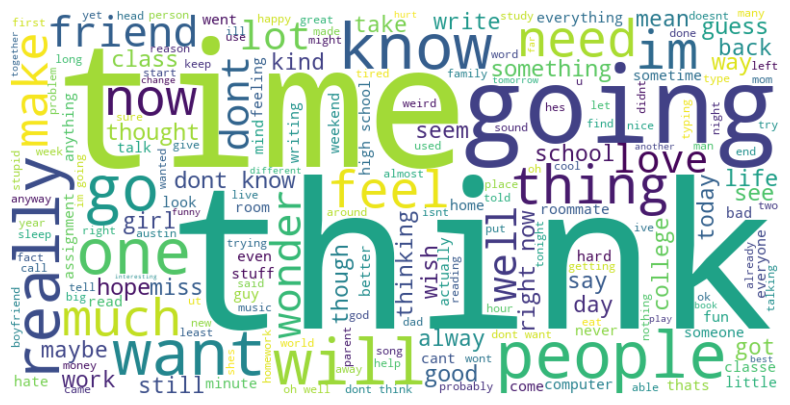 time
think
going
know
people
really
want
will
go
one
much
thing
feel
now
need
im
friend
lot
make
love
well
wonder
dont
dont know
something
write
mean
guess
back
way
take
kind
class
thought
seem
school
life
see
today
college
right now
day
say
good
alway
got
still
work
maybe
hope
miss
girl
though
thinking
wish
stuff
even
guy
room
look
talk
anything
assignment
feeling
mind
weekend
writing
high school
sometime
everything
roommate
home
hard
bad
fun
someone
everyone
little
classe
come
computer
never
cant
minute
hate
read
better
actually
reading
almost
used
weird
sound
find
nice
try
end
man
night
place
told
cool
oh
god
dad
mom
family
tired
hurt
great
made
might
happy
ill
use
went
person
head
yet
first
together
long
problem
reason
keep
start
change
word
study
done
doesnt
many
type
left
didnt
hes
u
let
tomorrow
typing
another
isnt
put
ive
two
already
talking
ok
book
play
best
nothing
able
thats
eat
getting
tonight
dont want
hour
wont
probably
help
song
parent
world
music
said
live
different
around
trying
austin
funny
right
sleep
year
anyway
stupid
week
sure
give
wanted
im going
fact
call
tell
big
boyfriend
money
came
least
new
ut
shes
homework
oh well
away
dont think
interesting
far